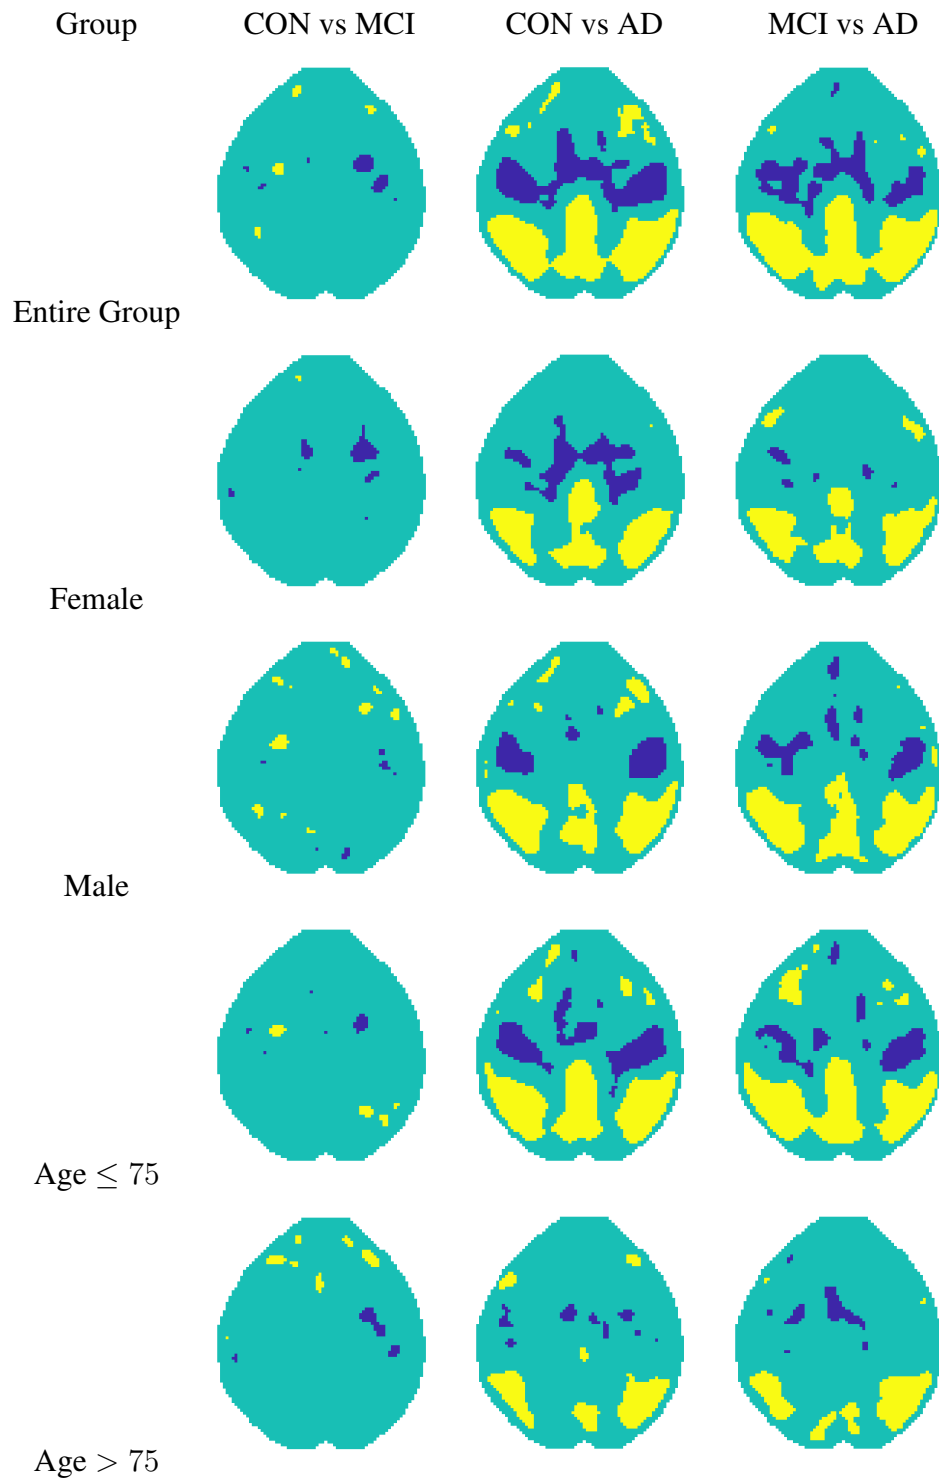 Group CON vs MCI CON vs AD MCI vs AD
Entire Group
Female
Male
Age ≤ 75
Age > 75